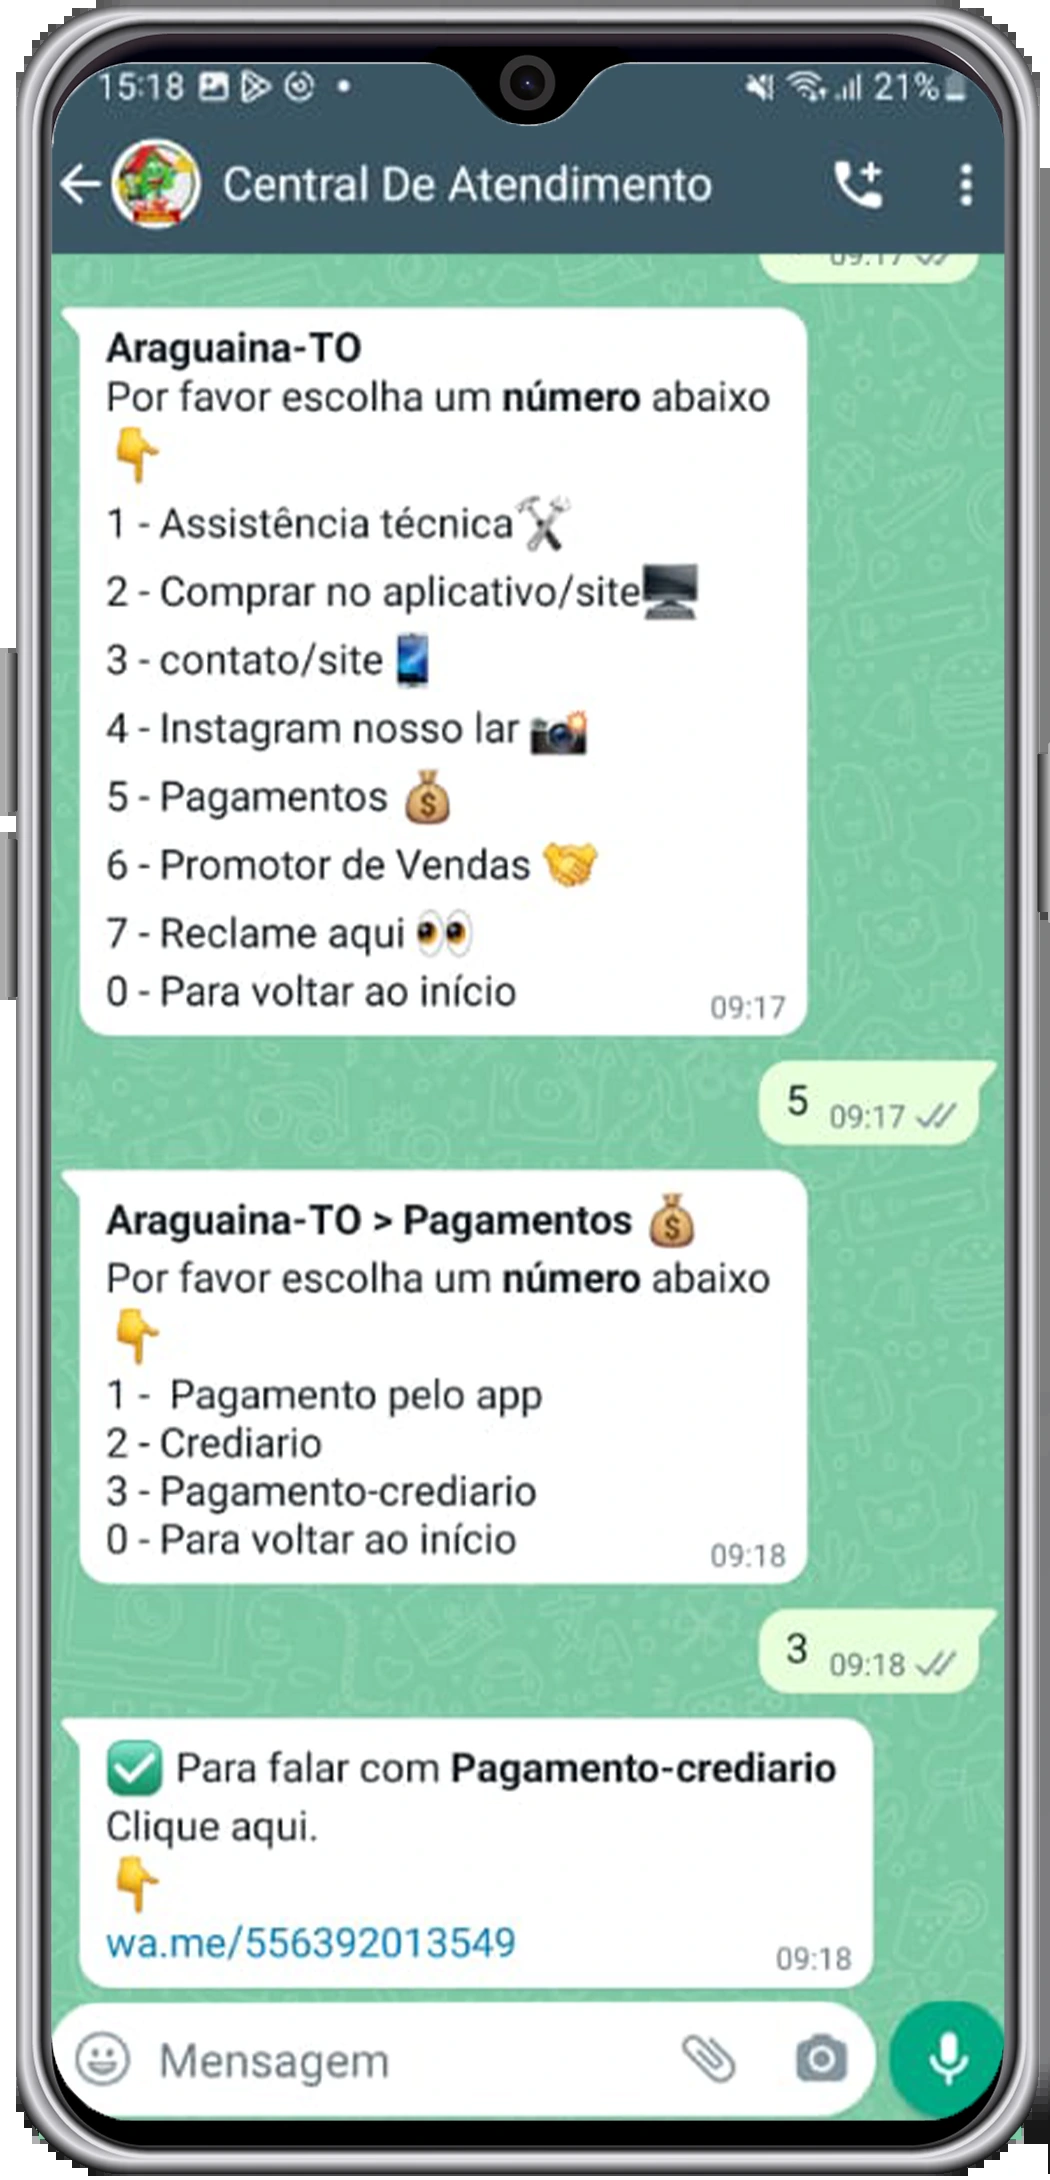 15:18
21%
Central De Atendimento
09:17
Araguaina-TO
Por favor escolha um número abaixo
👇
1 - Assistência técnica🛠
2 - Comprar no aplicativo/site🖥
3 - contato/site 📱
4 - Instagram nosso lar 📸
5 - Pagamentos 💰
6 - Promotor de Vendas 🤝
7 - Reclame aqui 👀
0 - Para voltar ao início
09:17
5 09:17
Araguaina-TO > Pagamentos 💰
Por favor escolha um número abaixo
👇
1 -  Pagamento pelo app
2 - Crediario
3 - Pagamento-crediario
0 - Para voltar ao início
09:18
3 09:18
✅ Para falar com Pagamento-crediario
Clique aqui.
👇
wa.me/556392013549
09:18
Mensagem